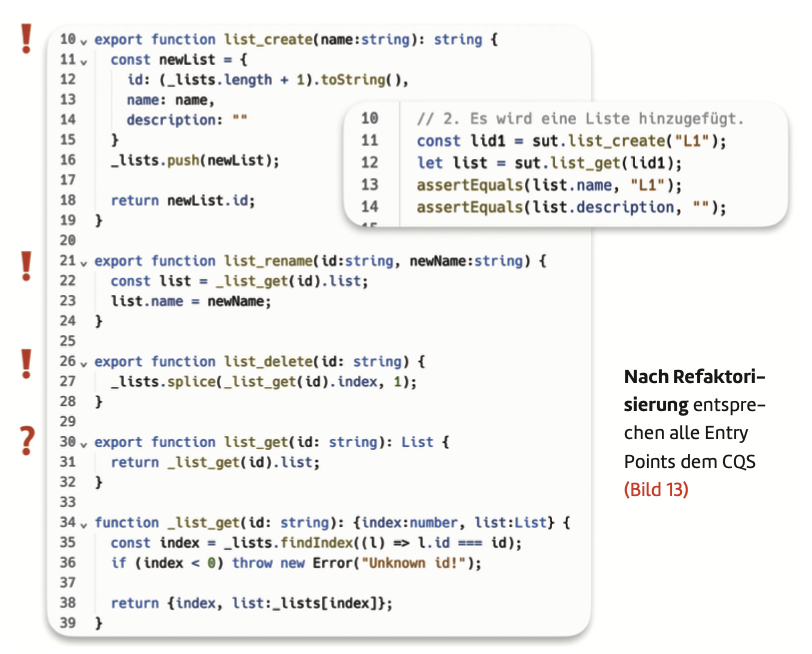 !
10 export function list_create(name:string): string {
11 const newList = {
12 id: (_lists.length + 1).toString(),
13 name: name,
14 description: ""
15 }
16 _lists.push(newList);
17
18 return newList.id;
19 }
20
!
21 export function list_rename(id:string, newName:string) {
22 const list = _list_get(id).list;
23 list.name = newName;
24 }
25
!
26 export function list_delete(id: string) {
27 _lists.splice(_list_get(id).index, 1);
28 }
29
?
30 export function list_get(id: string): List {
31 return _list_get(id).list;
32 }
33
34 function _list_get(id: string): {index:number, list:List} {
35 const index = _lists.findIndex((l) => l.id === id);
36 if (index < 0) throw new Error("Unknown id!");
37
38 return {index, list:_lists[index]};
39 }
10 // 2. Es wird eine Liste hinzugefügt.
11 const lid1 = sut.list_create("L1");
12 let list = sut.list_get(lid1);
13 assertEquals(list.name, "L1");
14 assertEquals(list.description, "");
Nach Refaktori-
sierung entspre-
chen alle Entry
Points dem CQS
(Bild 13)